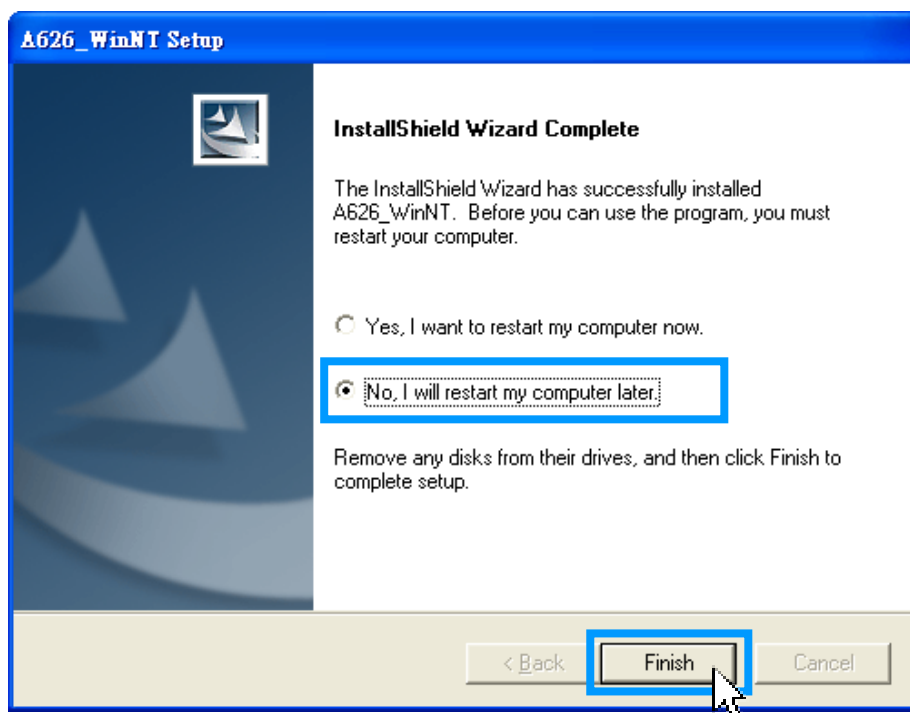 A626_WinNT Setup
InstallShield Wizard Complete
The InstallShield Wizard has successfully installed
A626_WinNT.  Before you can use the program, you must
restart your computer.
Yes, I want to restart my computer now.
No, I will restart my computer later.
Remove any disks from their drives, and then click Finish to
complete setup.
< Back
Finish
Cancel